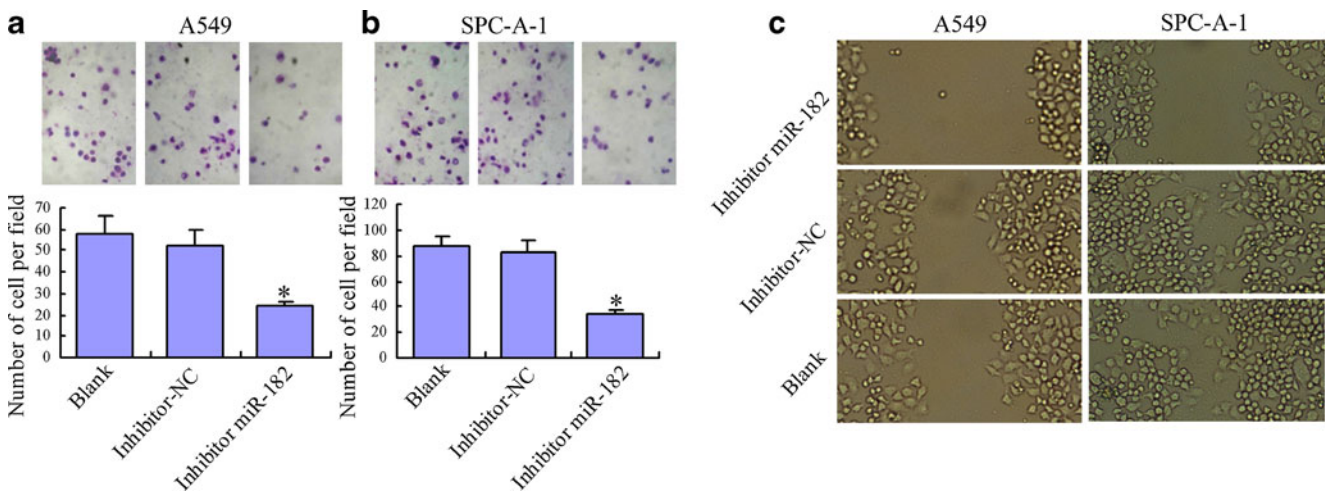 a
A549
Number of cell per field
70
60
50
40
30
20
10
0
*
Blank
Inhibitor-NC
Inhibitor miR-182
b
SPC-A-1
Number of cell per field
120
100
80
60
40
20
0
*
Blank
Inhibitor-NC
Inhibitor miR-182
c
A549
SPC-A-1
Inhibitor miR-182
Inhibitor-NC
Blank